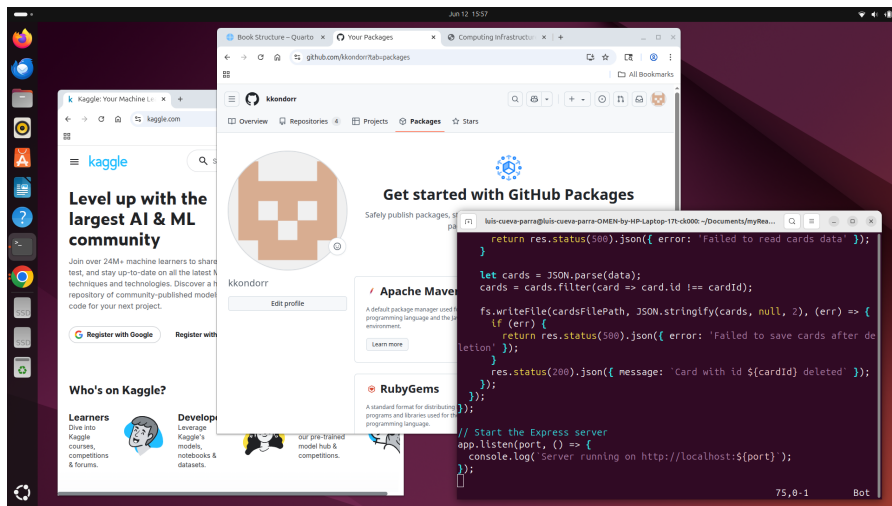 Jun 12 15:57
Book Structure – Quarto
Your Packages
Computing Infrastructur
github.com/kkondorr?tab=packages
All Bookmarks
kkondorr
Overview
Repositories 4
Projects
Packages
Stars
Get started with GitHub Packages
Safely publish packages, s
pa
kkondorr
Edit profile
Apache Maven
A default package manager used fo
programming language and the Ja
environment.
Learn more
RubyGems
A standard format for distributing
programs and libraries used for th
programming language.
Kaggle: Your Machine Le
kaggle.com
kaggle
S
Level up with the
largest AI & ML
community
Join over 24M+ machine learners to share
test, and stay up-to-date on all the latest M
techniques and technologies. Discover a h
repository of community-published model
code for your next project.
Register with Google
Register with
Who's on Kaggle?
Learners
Dive into
Kaggle
courses,
competitions
& forums.
Develope
Leverage
Kaggle's
models,
notebooks &
datasets.
our pre-trained
model hub &
competitions.
luis-cueva-parra@luis-cueva-parra-OMEN-by-HP-Laptop-17t-ck000: ~/Documents/myRea...
return res.status(500).json({ error: 'Failed to read cards data' });
}
let cards = JSON.parse(data);
cards = cards.filter(card => card.id !== cardId);
fs.writeFile(cardsFilePath, JSON.stringify(cards, null, 2), (err) => {
if (err) {
return res.status(500).json({ error: 'Failed to save cards after de
letion' });
}
res.status(200).json({ message: `Card with id ${cardId} deleted` });
});
});
});
// Start the Express server
app.listen(port, () => {
console.log(`Server running on http://localhost:${port}`);
});
75,0-1 Bot
SSD
SSD